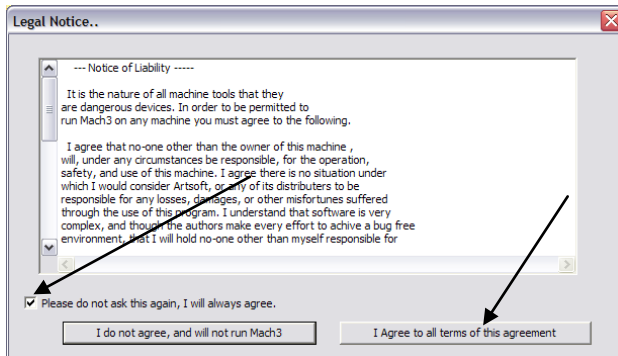 Legal Notice..
--- Notice of Liability -----
It is the nature of all machine tools that they
are dangerous devices. In order to be permitted to
run Mach3 on any machine you must agree to the following.
I agree that no-one other than the owner of this machine ,
will, under any circumstances be responsible, for the operation,
safety, and use of this machine. I agree there is no situation under
which I would consider Artsoft, or any of its distributers to be
responsible for any losses, damages, or other misfortunes suffered
through the use of this program. I understand that software is very
complex, and though the authors make every effort to achive a bug free
environment, that I will hold no-one other than myself responsible for
Please do not ask this again, I will always agree.
I do not agree, and will not run Mach3
I Agree to all terms of this agreement